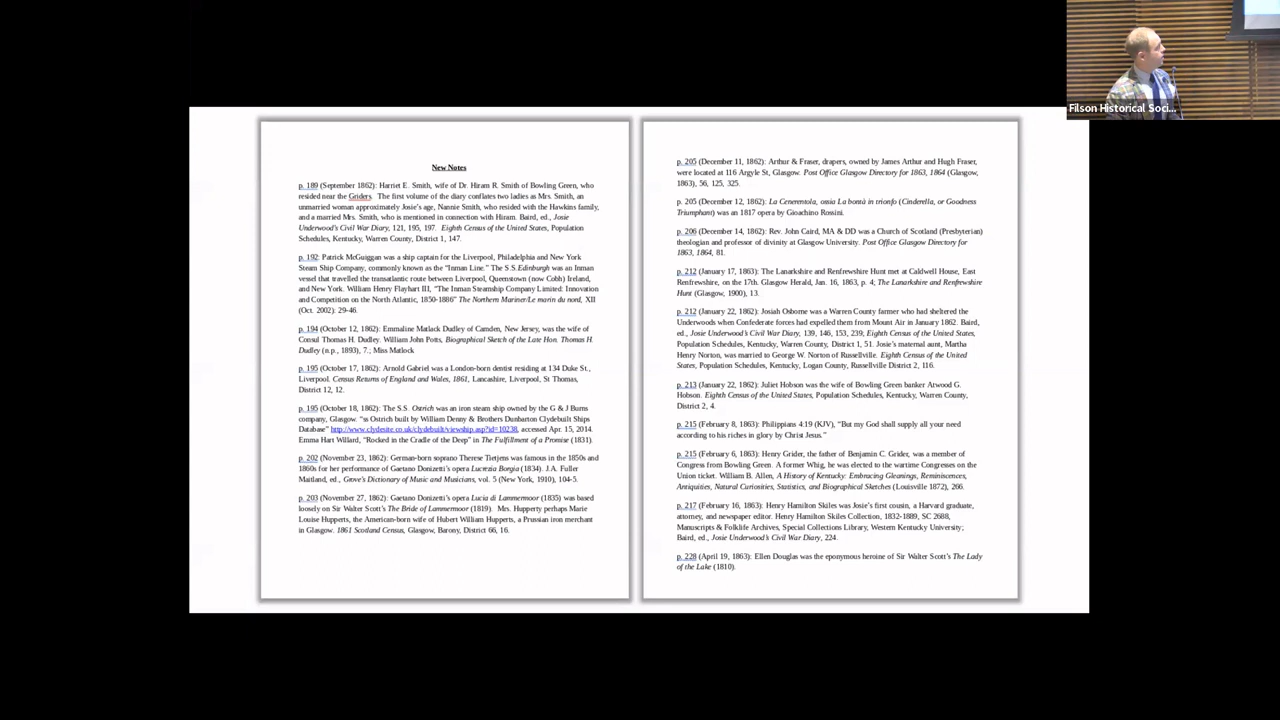 Filson Historical Soci...
New Notes
p. 189 (September 1862): Harriet E. Smith, wife of Dr. Hiram R. Smith of Bowling Green, who
resided near the Griders. The first volume of the diary conflates two ladies as Mrs. Smith, an
unmarried woman approximately Josie's age, Nannie Smith, who resided with the Hawkins family,
and a married Mrs. Smith, who is mentioned in connection with Hiram. Baird, ed., Josie
Underwood's Civil War Diary, 121, 195, 197. Eighth Census of the United States, Population
Schedules, Kentucky, Warren County, District 1, 147.
p. 192: Patrick McGuiggan was a ship captain for the Liverpool, Philadelphia and New York
Steam Ship Company, commonly known as the "Inman Line." The S.S.Edinburgh was an Inman
vessel that travelled the transatlantic route between Liverpool, Queenstown (now Cobh) Ireland,
and New York. William Henry Flayhart III, "The Inman Steamship Company Limited: Innovation
and Competition on the North Atlantic, 1850-1886" The Northern Mariner/Le marin du nord, XII
(Oct. 2002): 29-46.
p. 194 (October 12, 1862): Emmaline Matlack Dudley of Camden, New Jersey, was the wife of
Consul Thomas H. Dudley. William John Potts, Biographical Sketch of the Late Hon. Thomas H.
Dudley (n.p., 1893), 7.; Miss Matlock
p. 195 (October 17, 1862): Arnold Gabriel was a London-born dentist residing at 134 Duke St.,
Liverpool. Census Returns of England and Wales, 1861, Lancashire, Liverpool, St Thomas,
District 12, 12.
p. 195 (October 18, 1862): The S.S. Ostrich was an iron steam ship owned by the G & J Burns
company, Glasgow. "ss Ostrich built by William Denny & Brothers Dunbarton Clydebuilt Ships
Database" http://www.clydesite.co.uk/clydebuilt/viewship.asp?id=10238, accessed Apr. 15, 2014.
Emma Hart Willard, "Rocked in the Cradle of the Deep" in The Fulfillment of a Promise (1831).
p. 202 (November 23, 1862): German-born soprano Therese Tietjens was famous in the 1850s and
1860s for her performance of Gaetano Donizetti's opera Lucrezia Borgia (1834). J.A. Fuller
Maitland, ed., Grove's Dictionary of Music and Musicians, vol. 5 (New York, 1910), 104-5.
p. 203 (November 27, 1862): Gaetano Donizetti's opera Lucia di Lammermoor (1835) was based
loosely on Sir Walter Scott's The Bride of Lammermoor (1819). Mrs. Hupperty perhaps Marie
Louise Hupperts, the American-born wife of Hubert William Hupperts, a Prussian iron merchant
in Glasgow. 1861 Scotland Census, Glasgow, Barony, District 66, 16.
p. 205 (December 11, 1862): Arthur & Fraser, drapers, owned by James Arthur and Hugh Fraser,
were located at 116 Argyle St, Glasgow. Post Office Glasgow Directory for 1863, 1864 (Glasgow,
1863), 56, 125, 325.
p. 205 (December 12, 1862): La Cenerentola, ossia La bontà in trionfo (Cinderella, or Goodness
Triumphant) was an 1817 opera by Gioachino Rossini.
p. 206 (December 14, 1862): Rev. John Caird, MA & DD was a Church of Scotland (Presbyterian)
theologian and professor of divinity at Glasgow University. Post Office Glasgow Directory for
1863, 1864, 81.
p. 212 (January 17, 1863): The Lanarkshire and Renfrewshire Hunt met at Caldwell House, East
Renfrewshire, on the 17th. Glasgow Herald, Jan. 16, 1863, p. 4; The Lanarkshire and Renfrewshire
Hunt (Glasgow, 1900), 13.
p. 212 (January 22, 1862): Josiah Osborne was a Warren County farmer who had sheltered the
Underwoods when Confederate forces had expelled them from Mount Air in January 1862. Baird,
ed., Josie Underwood's Civil War Diary, 139, 146, 153, 239, Eighth Census of the United States,
Population Schedules, Kentucky, Warren County, District 1, 51. Josie's maternal aunt, Martha
Henry Norton, was married to George W. Norton of Russellville. Eighth Census of the United
States, Population Schedules, Kentucky, Logan County, Russellville District 2, 116.
p. 213 (January 22, 1862): Juliet Hobson was the wife of Bowling Green banker Atwood G.
Hobson. Eighth Census of the United States, Population Schedules, Kentucky, Warren County,
District 2, 4.
p. 215 (February 8, 1863): Philippians 4:19 (KJV), "But my God shall supply all your need
according to his riches in glory by Christ Jesus."
p. 215 (February 6, 1863): Henry Grider, the father of Benjamin C. Grider, was a member of
Congress from Bowling Green. A former Whig, he was elected to the wartime Congresses on the
Union ticket. William B. Allen, A History of Kentucky: Embracing Gleanings, Reminiscences,
Antiquities, Natural Curiosities, Statistics, and Biographical Sketches (Louisville 1872), 266.
p. 217 (February 16, 1863): Henry Hamilton Skiles was Josie's first cousin, a Harvard graduate,
attorney, and newspaper editor. Henry Hamilton Skiles Collection, 1832-1889, SC 2688,
Manuscripts & Folklife Archives, Special Collections Library, Western Kentucky University;
Baird, ed., Josie Underwood's Civil War Diary, 224.
p. 228 (April 19, 1863): Ellen Douglas was the eponymous heroine of Sir Walter Scott's The Lady
of the Lake (1810).